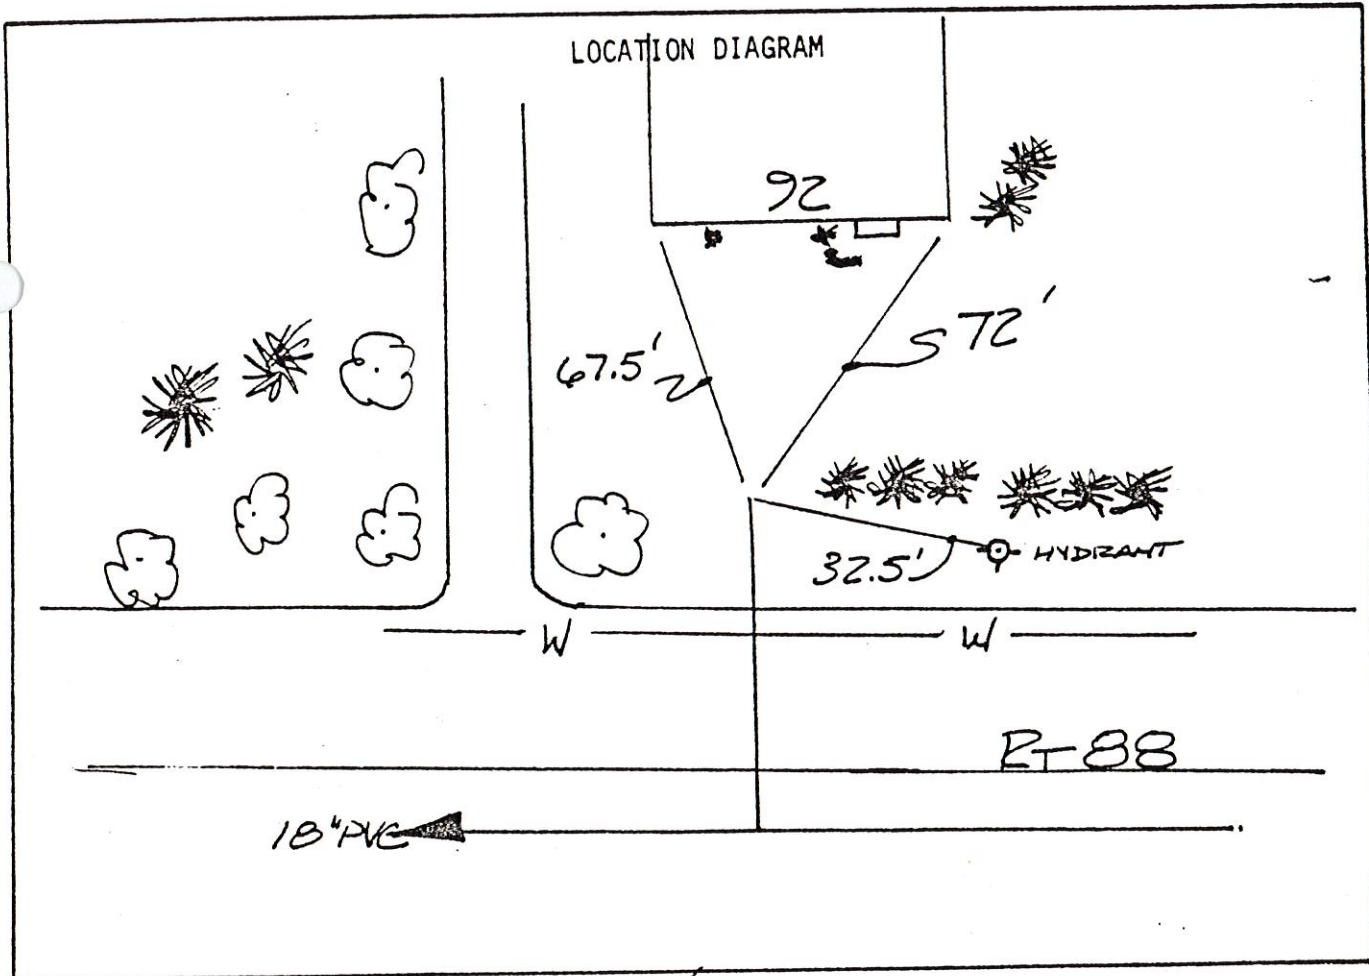 LOCATION DIAGRAM
92
67.5'
72'
32.5'
HYDRANT
W
W
RT 88
18" PVC